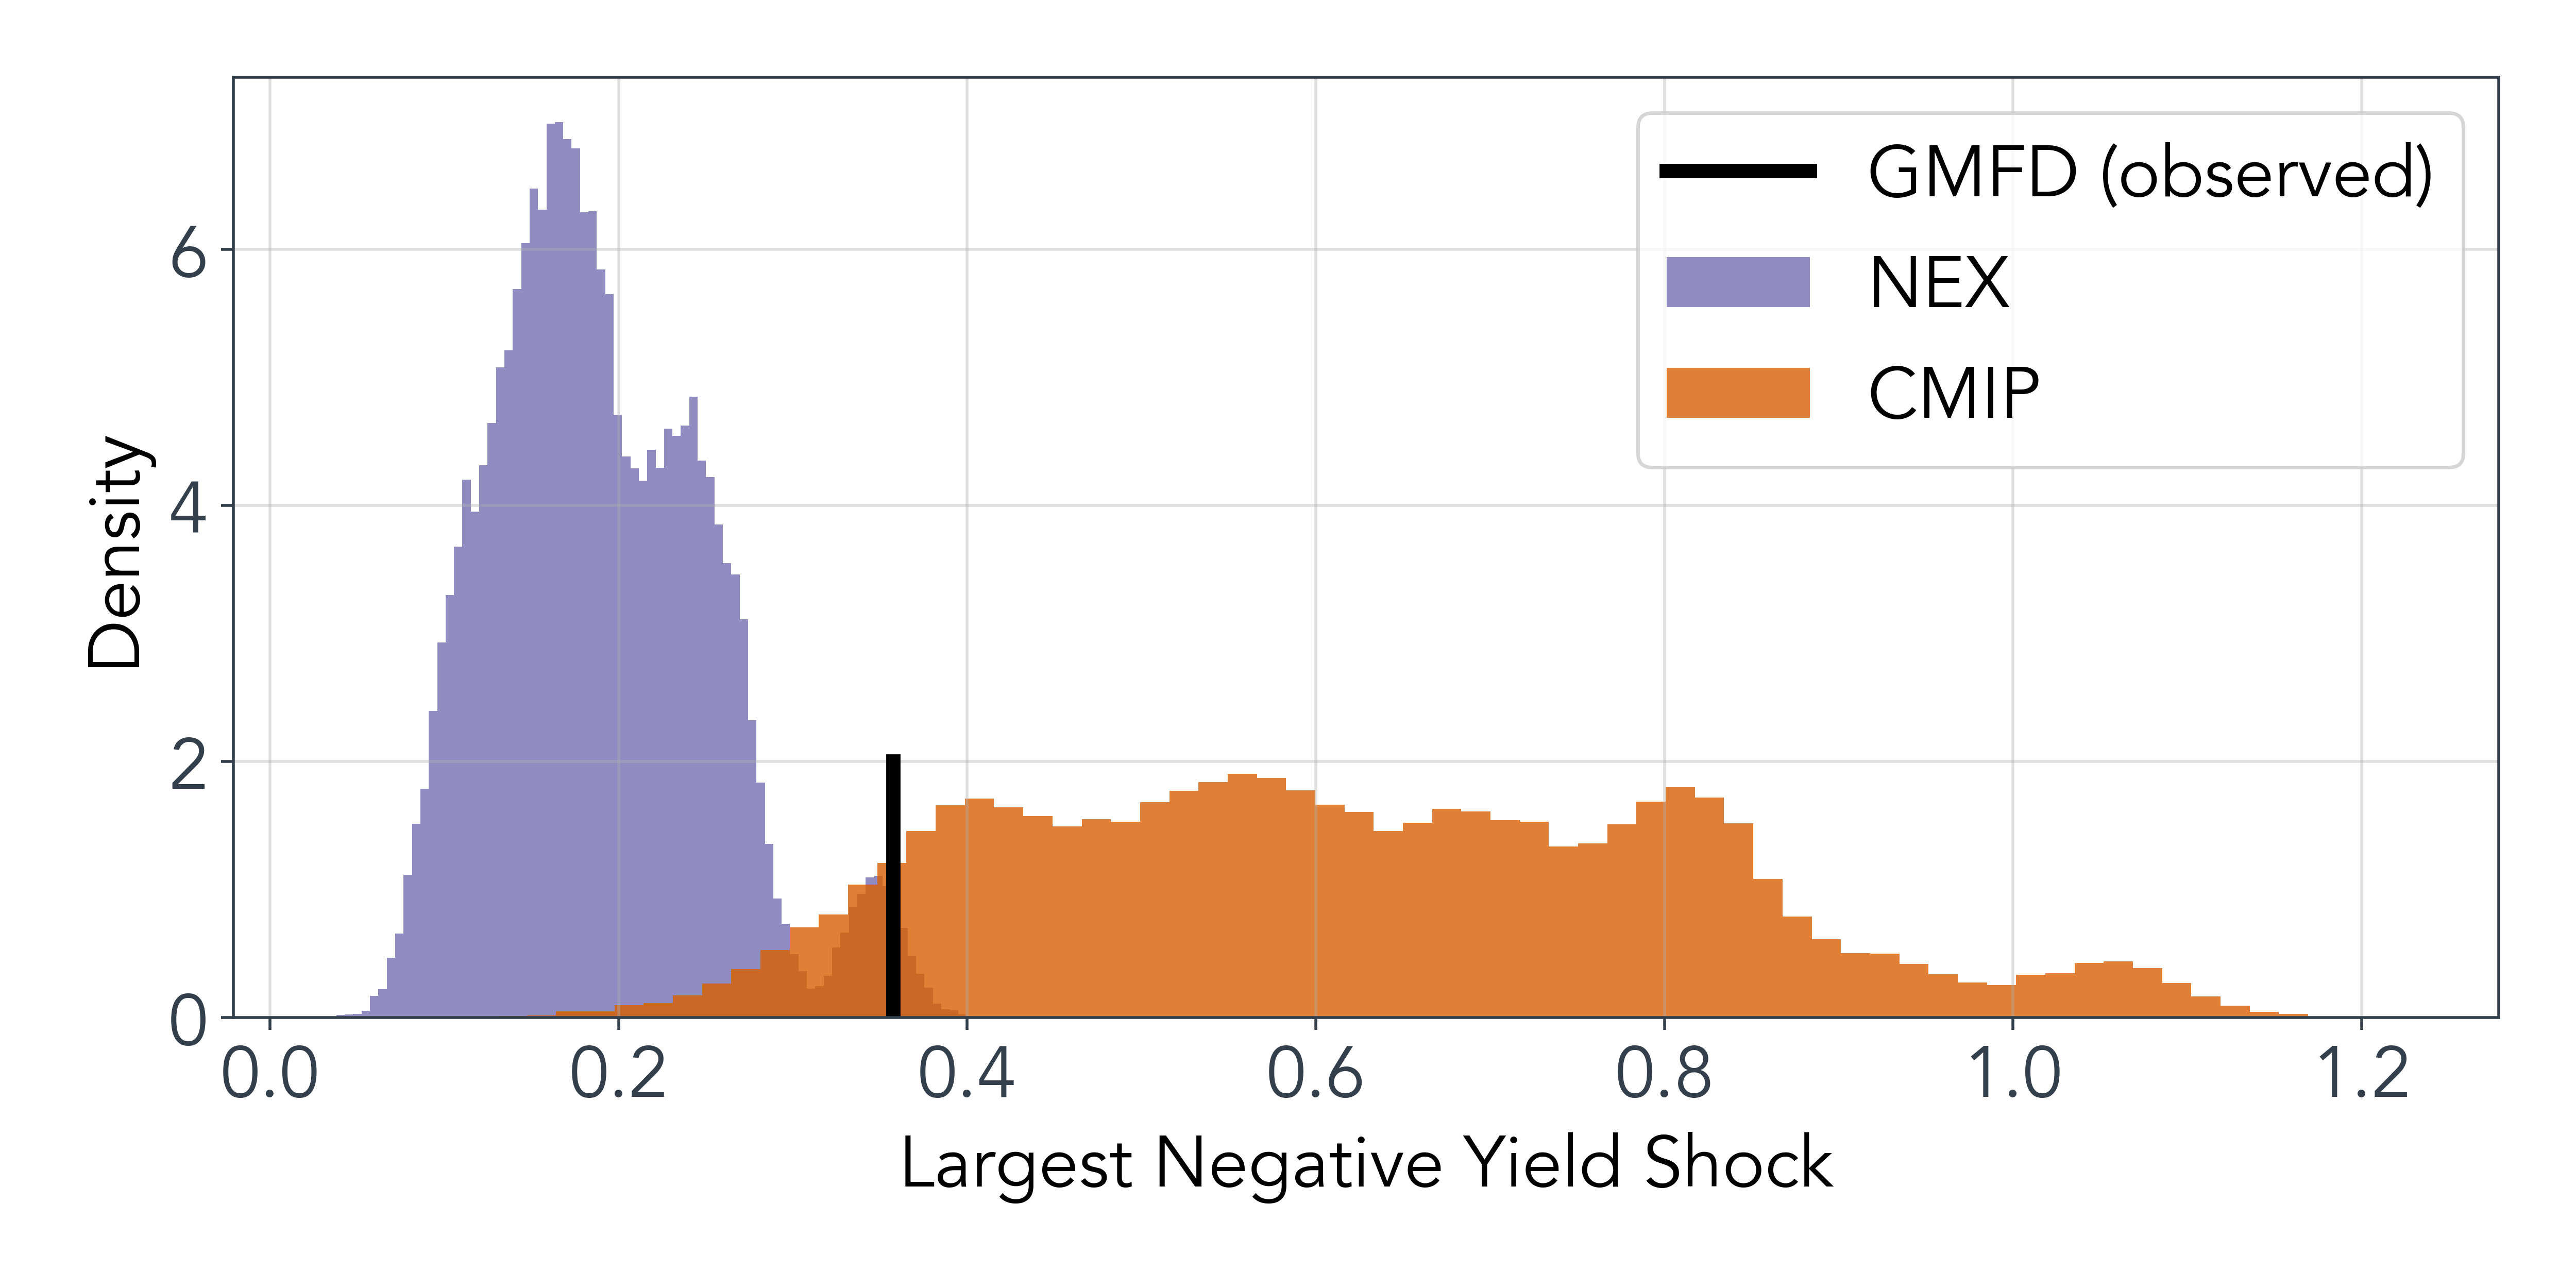 GMFD (observed)
NEX
CMIP
Density
6
4
2
0
0.0 0.2 0.4 0.6 0.8 1.0 1.2
Largest Negative Yield Shock